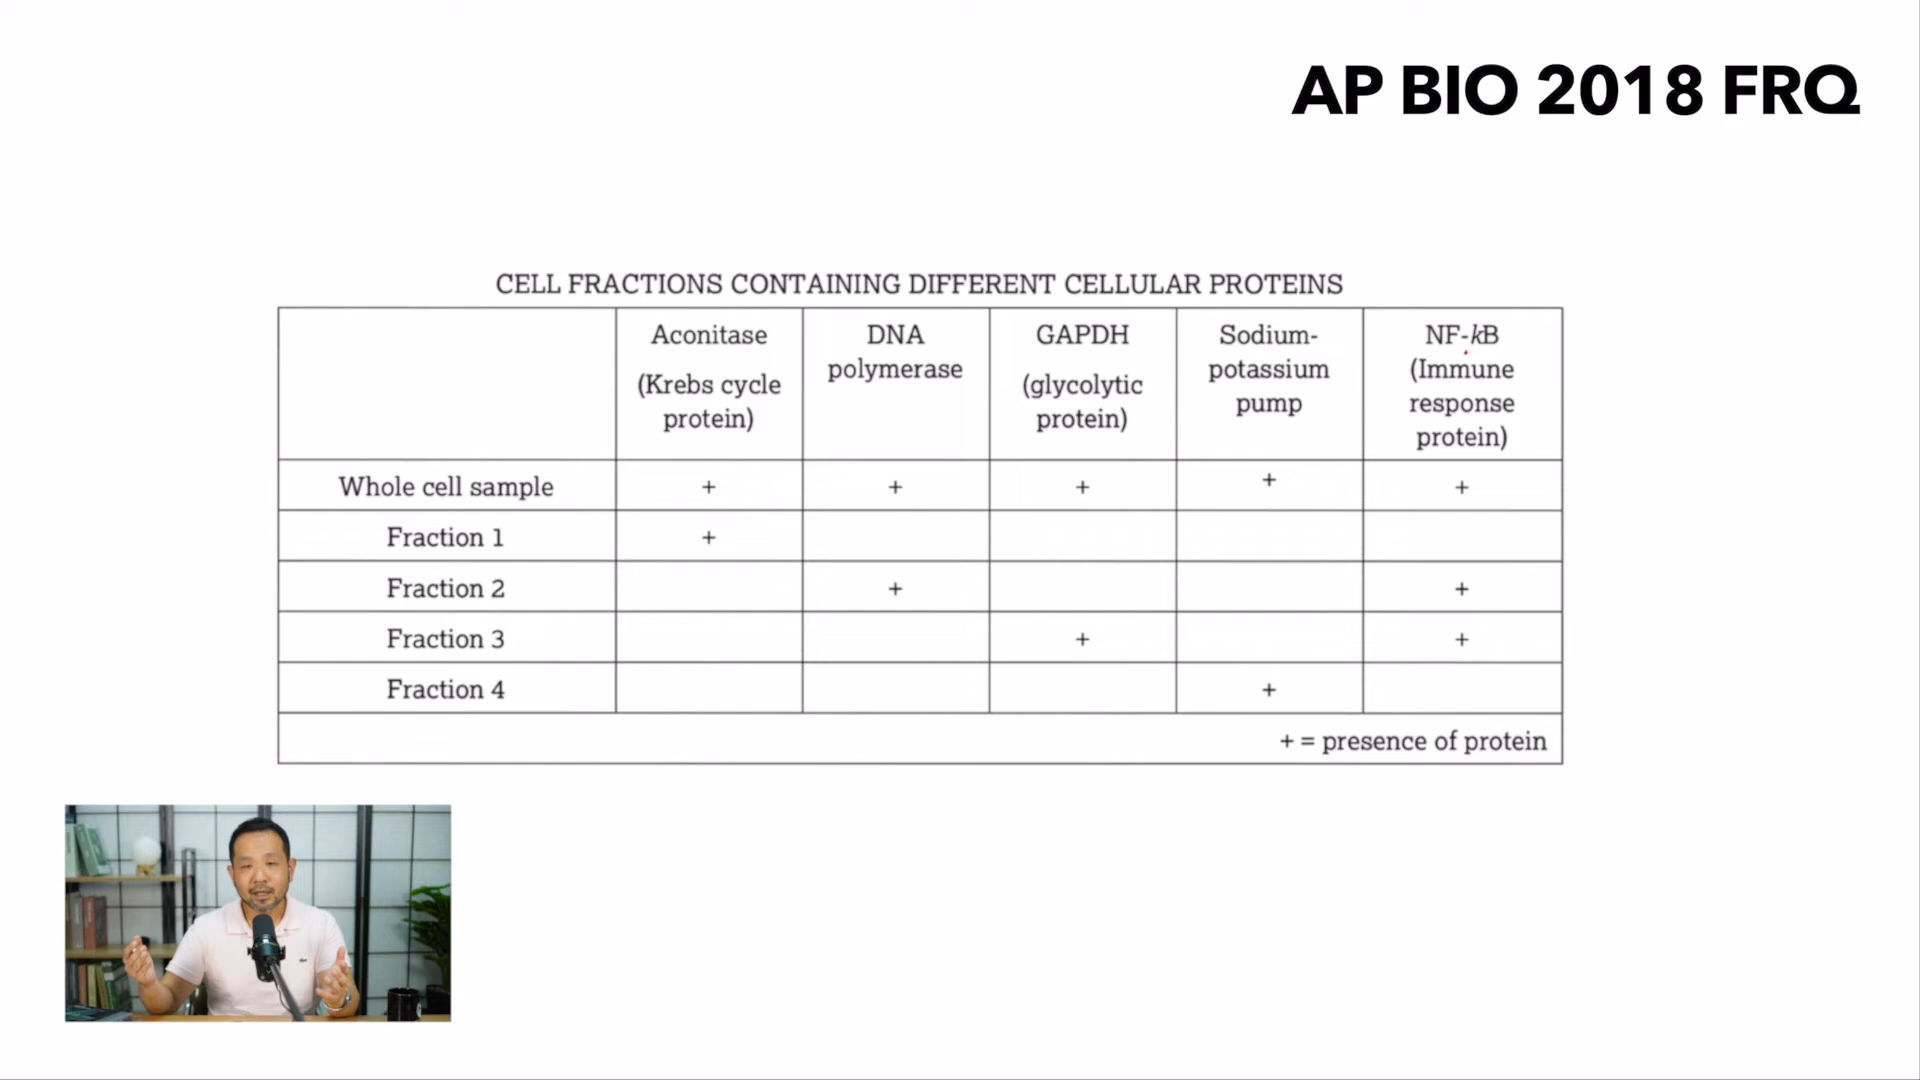 AP BIO 2018 FRQ
CELL FRACTIONS CONTAINING DIFFERENT CELLULAR PROTEINS
Aconitase
(Krebs cycle
protein)
DNA
polymerase
GAPDH
(glycolytic
protein)
Sodium-
potassium
pump
NF-kB
(Immune
response
protein)
Whole cell sample + + + + +
Fraction 1 +
Fraction 2 + +
Fraction 3 + +
Fraction 4 +
+ = presence of protein